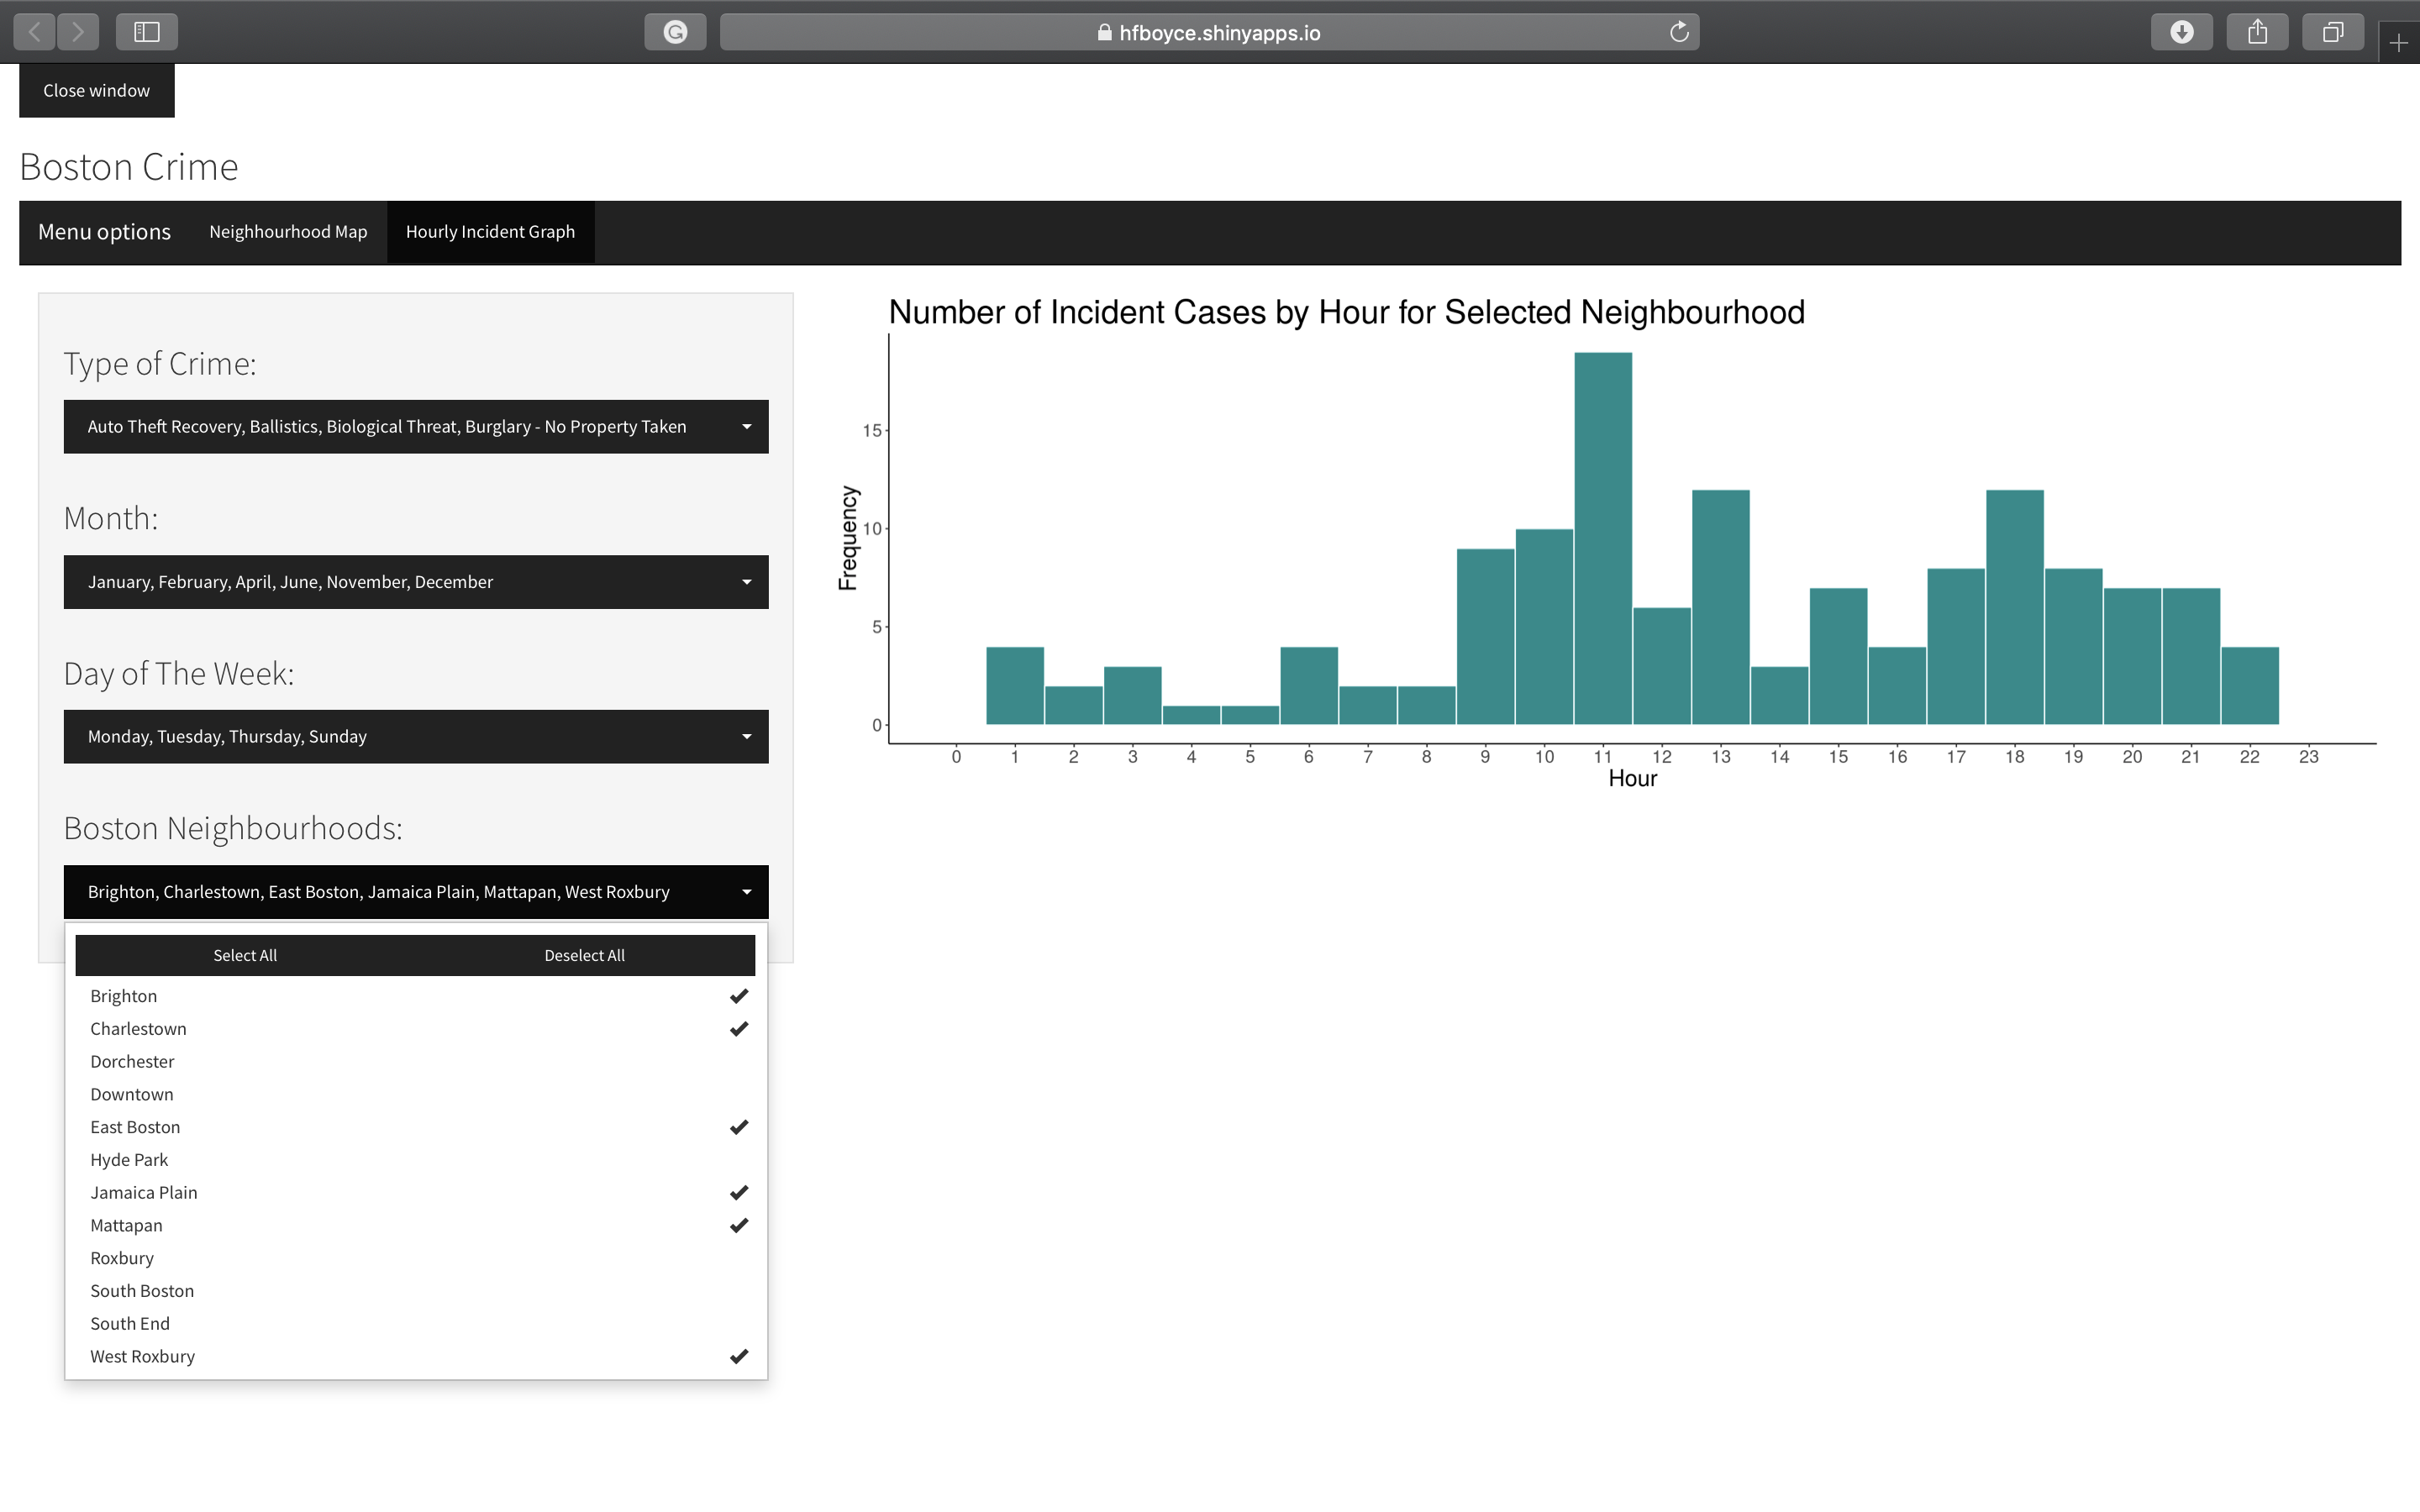 hfboyce.shinyapps.io
Close window
Boston Crime
Menu options Neighhourhood Map Hourly Incident Graph
Type of Crime:
Auto Theft Recovery, Ballistics, Biological Threat, Burglary - No Property Taken
Month:
January, February, April, June, November, December
Day of The Week:
Monday, Tuesday, Thursday, Sunday
Boston Neighbourhoods:
Brighton, Charlestown, East Boston, Jamaica Plain, Mattapan, West Roxbury
Select All Deselect All
Brighton
Charlestown
Dorchester
Downtown
East Boston
Hyde Park
Jamaica Plain
Mattapan
Roxbury
South Boston
South End
West Roxbury
Number of Incident Cases by Hour for Selected Neighbourhood
Frequency
15
10
5
0
0 1 2 3 4 5 6 7 8 9 10 11 12 13 14 15 16 17 18 19 20 21 22 23
Hour